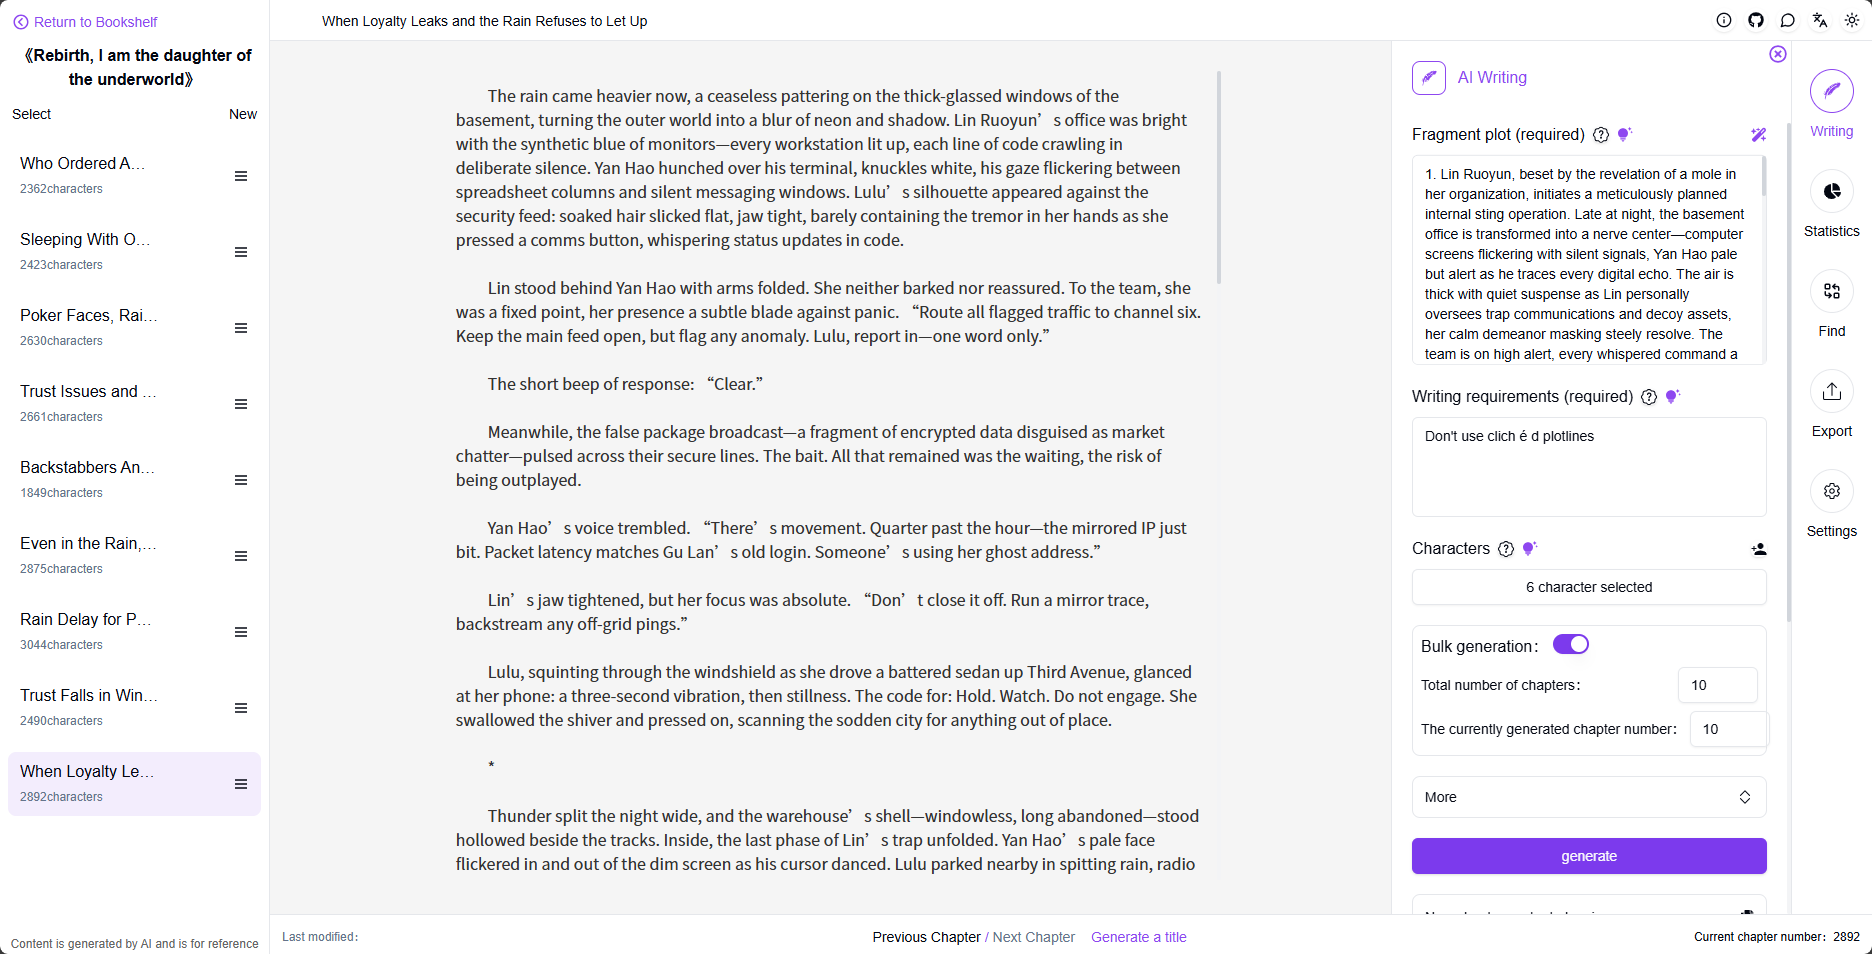 Return to Bookshelf
《Rebirth, I am the daughter of
the underworld》
Select
New
Who Ordered A...
2362characters
Sleeping With O...
2423characters
Poker Faces, Rai...
2630characters
Trust Issues and ...
2661characters
Backstabbers An...
1849characters
Even in the Rain,...
2875characters
Rain Delay for P...
3044characters
Trust Falls in Win...
2490characters
When Loyalty Le...
2892characters
Content is generated by AI and is for reference
When Loyalty Leaks and the Rain Refuses to Let Up
The rain came heavier now, a ceaseless pattering on the thick-glassed windows of the
basement, turning the outer world into a blur of neon and shadow. Lin Ruoyun’s office was bright
with the synthetic blue of monitors—every workstation lit up, each line of code crawling in
deliberate silence. Yan Hao hunched over his terminal, knuckles white, his gaze flickering between
spreadsheet columns and silent messaging windows. Lulu’s silhouette appeared against the
security feed: soaked hair slicked flat, jaw tight, barely containing the tremor in her hands as she
pressed a comms button, whispering status updates in code.
Lin stood behind Yan Hao with arms folded. She neither barked nor reassured. To the team, she
was a fixed point, her presence a subtle blade against panic. “Route all flagged traffic to channel six.
Keep the main feed open, but flag any anomaly. Lulu, report in—one word only.”
The short beep of response: “Clear.”
Meanwhile, the false package broadcast—a fragment of encrypted data disguised as market
chatter—pulsed across their secure lines. The bait. All that remained was the waiting, the risk of
being outplayed.
Yan Hao’s voice trembled. “There’s movement. Quarter past the hour—the mirrored IP just
bit. Packet latency matches Gu Lan’s old login. Someone’s using her ghost address.”
Lin’s jaw tightened, but her focus was absolute. “Don’t close it off. Run a mirror trace,
backstream any off-grid pings.”
Lulu, squinting through the windshield as she drove a battered sedan up Third Avenue, glanced
at her phone: a three-second vibration, then stillness. The code for: Hold. Watch. Do not engage. She
swallowed the shiver and pressed on, scanning the sodden city for anything out of place.
*
Thunder split the night wide, and the warehouse’s shell—windowless, long abandoned—stood
hollowed beside the tracks. Inside, the last phase of Lin’s trap unfolded. Yan Hao’s pale face
flickered in and out of the dim screen as his cursor danced. Lulu parked nearby in spitting rain, radio
Last modified:
Previous Chapter / Next Chapter Generate a title
Current chapter number: 2892
AI Writing
Fragment plot (required)
1. Lin Ruoyun, beset by the revelation of a mole in
her organization, initiates a meticulously planned
internal sting operation. Late at night, the basement
office is transformed into a nerve center—computer
screens flickering with silent signals, Yan Hao pale
but alert as he traces every digital echo. The air is
thick with quiet suspense as Lin personally
oversees trap communications and decoy assets,
her calm demeanor masking steely resolve. The
team is on high alert, every whispered command a
Writing requirements (required)
Don't use clich é d plotlines
Characters
6 character selected
Bulk generation:
Total number of chapters:
10
The currently generated chapter number:
10
More
generate
Writing
Statistics
Find
Export
Settings